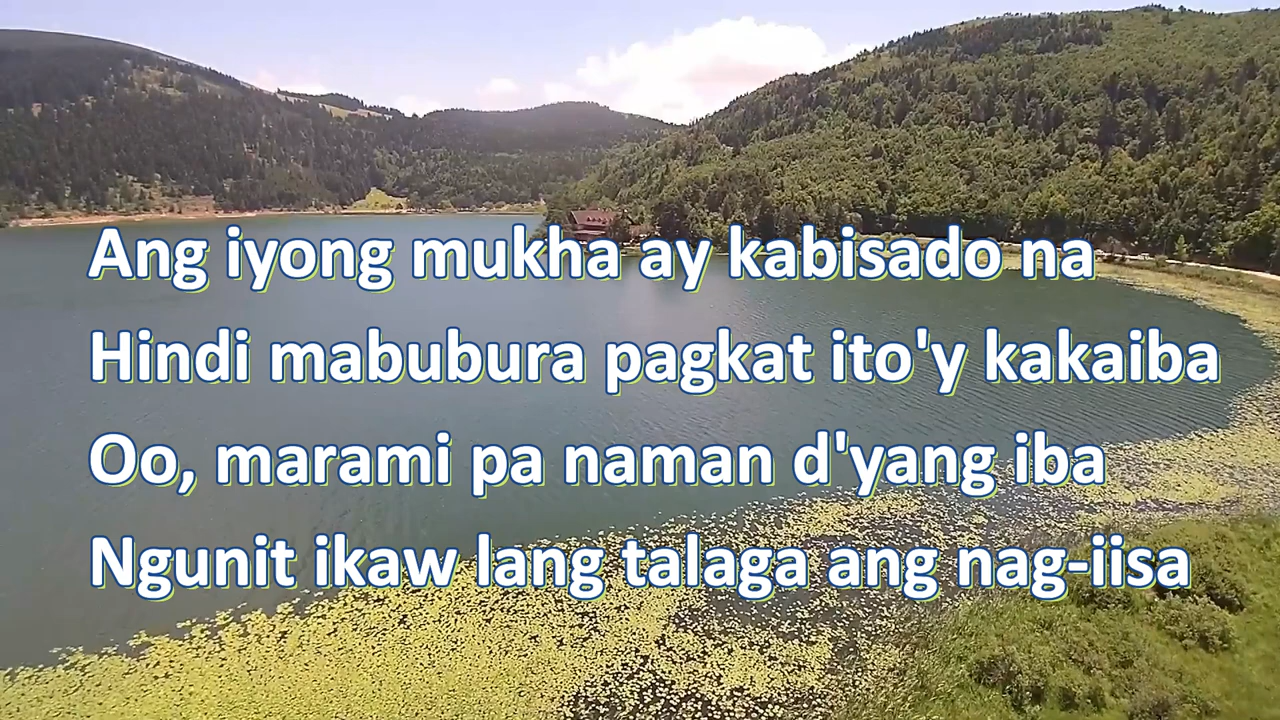 Ang iyong mukha ay kabisado na
Hindi mabubura pagkat ito'y kakaiba
Oo, marami pa naman d'yang iba
Ngunit ikaw lang talaga ang nag-iisa